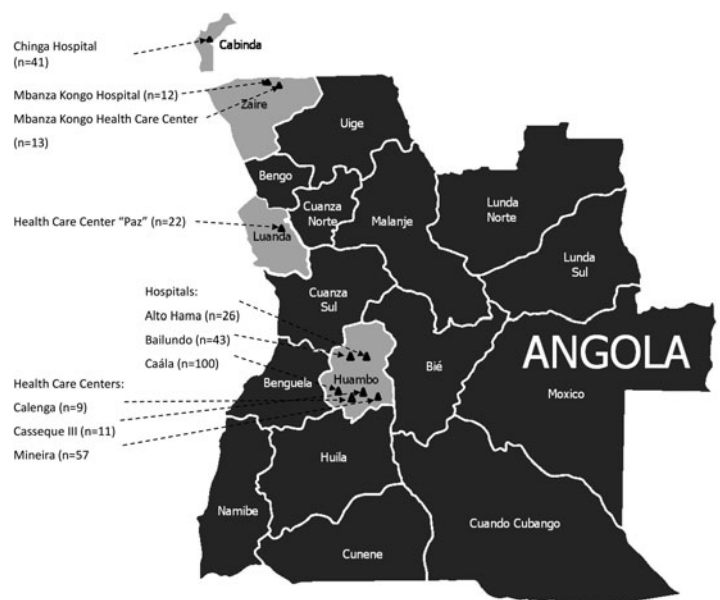 Chinga Hospital
(n=41)
Cabinda
Mbanza Kongo Hospital (n=12)
Mbanza Kongo Health Care Center
(n=13)
Zaire
Uige
Bengo
Cuanza
Norte
Malanje
Lunda
Norte
Health Care Center “Paz” (n=22)
Luanda
Lunda
Sul
Cuanza
Sul
Hospitals:
Alto Hama (n=26)
Bailundo (n=43)
Caála (n=100)
ANGOLA
Bié
Benguela
Huambo
Moxico
Health Care Centers:
Calenga (n=9)
Casseque III (n=11)
Mineira (n=57
Huila
Namibe
Cuando Cubango
Cunene